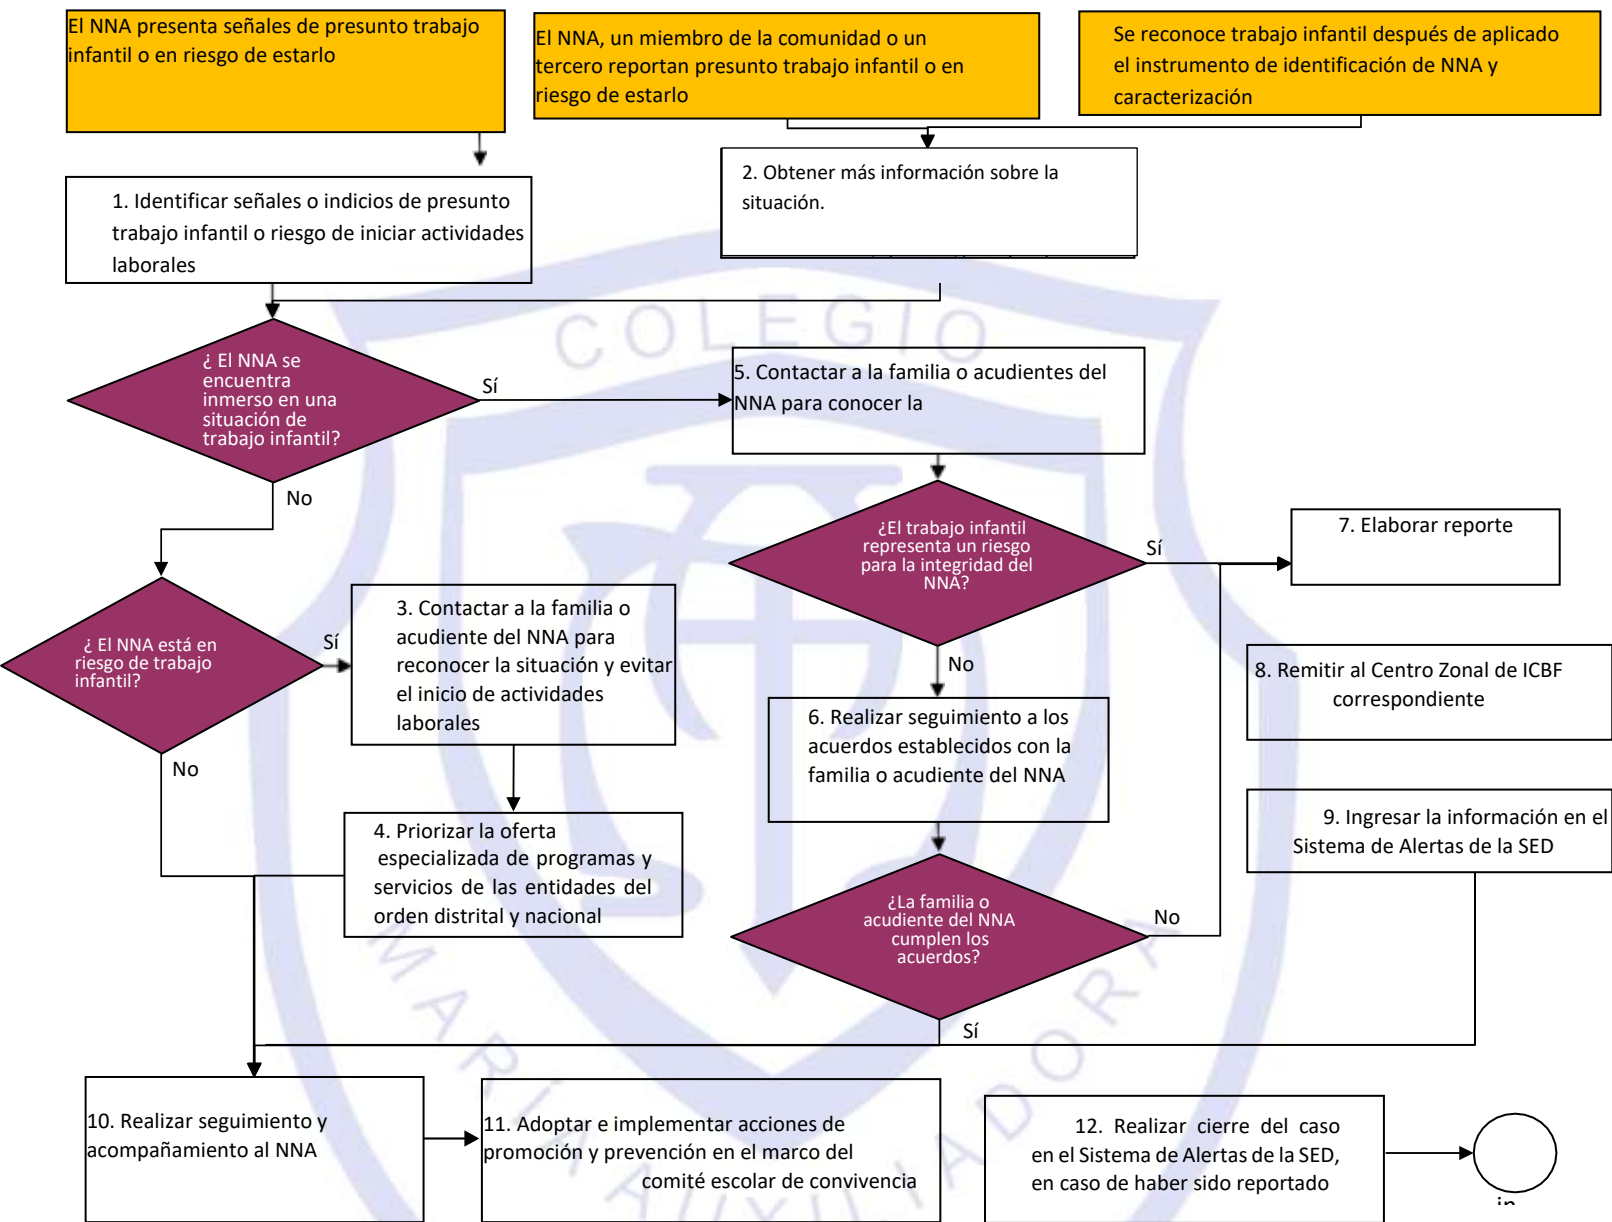 El NNA presenta señales de presunto trabajo
infantil o en riesgo de estarlo
El NNA, un miembro de la comunidad o un
tercero reportan presunto trabajo infantil o en
riesgo de estarlo
Se reconoce trabajo infantil después de aplicado
el instrumento de identificación de NNA y
caracterización
1. Identificar señales o indicios de presunto
trabajo infantil o riesgo de iniciar actividades
laborales
2. Obtener más información sobre la
situación.
COLEGIO
¿ El NNA se
encuentra
inmerso en una
situación de
trabajo infantil?
Sí
No
5. Contactar a la familia o acudientes del
NNA para conocer la
¿El trabajo infantil
representa un riesgo
para la integridad del
NNA?
Sí
No
7. Elaborar reporte
¿ El NNA está en
riesgo de trabajo
infantil?
Sí
No
3. Contactar a la familia o
acudiente del NNA para
reconocer la situación y evitar
el inicio de actividades
laborales
8. Remitir al Centro Zonal de ICBF
correspondiente
6. Realizar seguimiento a los
acuerdos establecidos con la
familia o acudiente del NNA
4. Priorizar la oferta
especializada de programas y
servicios de las entidades del
orden distrital y nacional
9. Ingresar la información en el
Sistema de Alertas de la SED
¿La familia o
acudiente del NNA
cumplen los
acuerdos?
No
Sí
MARÍA AUXILIADORA
10. Realizar seguimiento y
acompañamiento al NNA
11. Adoptar e implementar acciones de
promoción y prevención en el marco del
comité escolar de convivencia
12. Realizar cierre del caso
en el Sistema de Alertas de la SED,
en caso de haber sido reportado